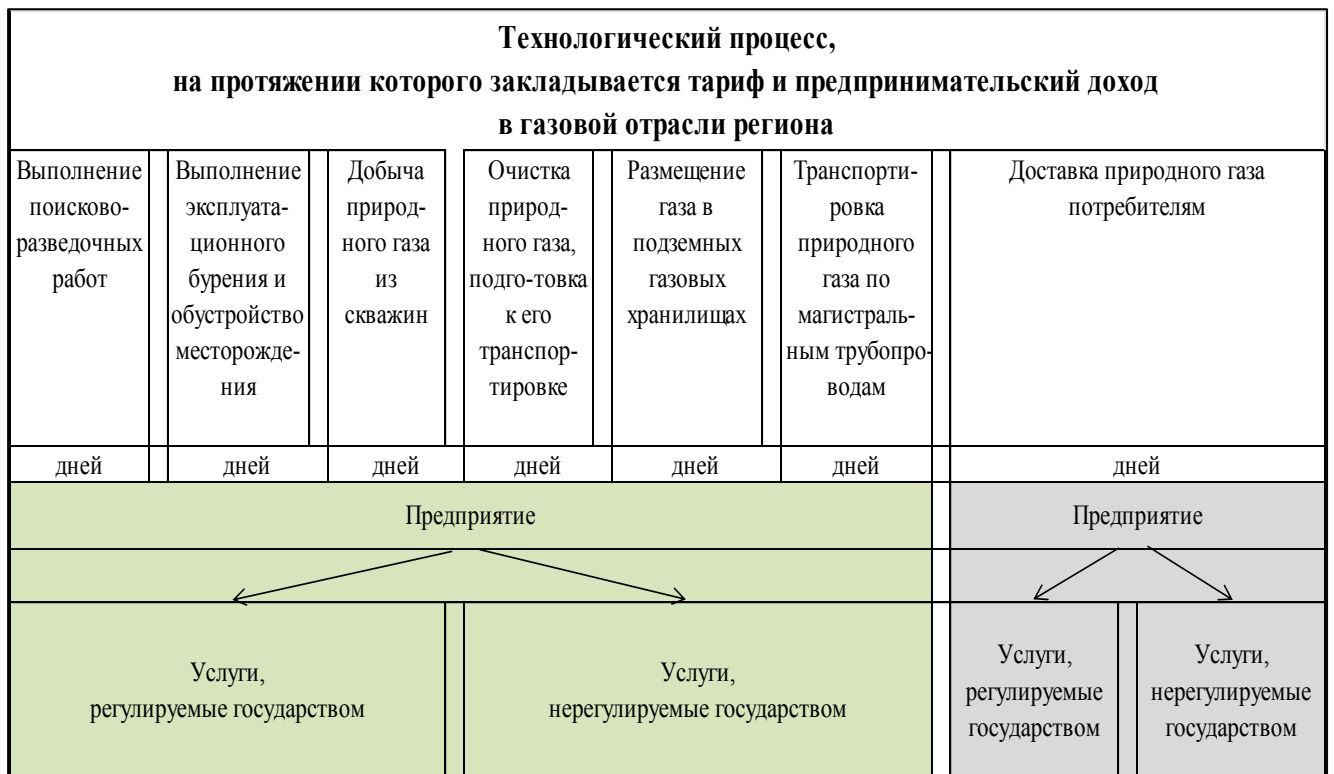 Технологический процесс,
на протяжении которого закладывается тариф и предпринимательский доход
в газовой отрасли региона
Выполнение
поисково-
разведочных
работ
Выполнение
эксплуата-
ционного
бурения и
обустройство
месторожде-
ния
Добыча
природ-
ного газа
из
скважин
Очистка
природ-
ного газа,
подго-товка
к его
транспор-
тировке
Размещение
газа в
подземных
газовых
хранилищах
Транспорти-
ровка
природного
газа по
магистраль-
ным трубопро-
водам
Доставка природного газа
потребителям
дней
дней
дней
дней
дней
дней
дней
Предприятие
Предприятие
Услуги,
регулируемые государством
Услуги,
нерегулируемые государством
Услуги,
регулируемые
государством
Услуги,
нерегулируемые
государством